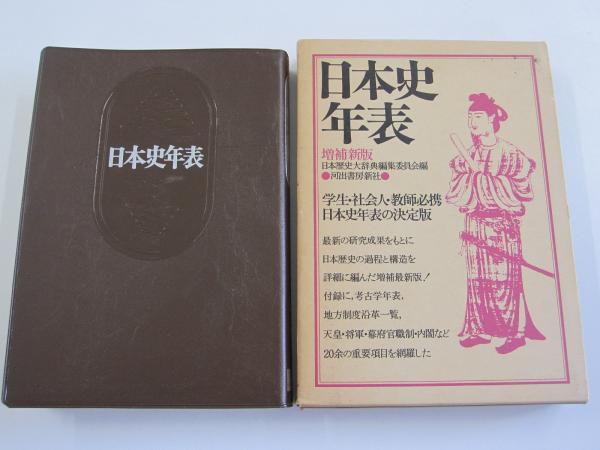 日本史年表
日本史
年表
増補新版
日本歴史大辞典編集委員会編
●河出書房新社●
学生・社会人・教師必携
日本史年表の決定版
最新の研究成果をもとに
日本歴史の過程と構造を
詳細に編んだ増補最新版!
付録に,考古学年表,
地方制度沿革一覧,
天皇・将軍・幕府官職制・内閣など
20余の重要項目を網羅した